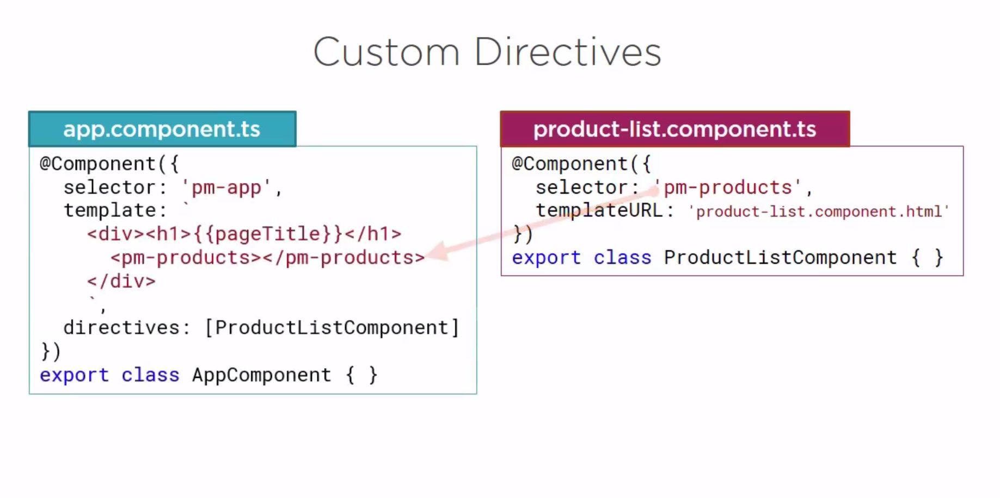 Custom Directives
app.component.ts
@Component({
  selector: 'pm-app',
  template: `
    <div><h1>{{pageTitle}}</h1>
      <pm-products></pm-products>
    </div>
    `,
  directives: [ProductListComponent]
})
export class AppComponent { }
product-list.component.ts
@Component({
  selector: 'pm-products',
  templateURL: 'product-list.component.html'
})
export class ProductListComponent { }